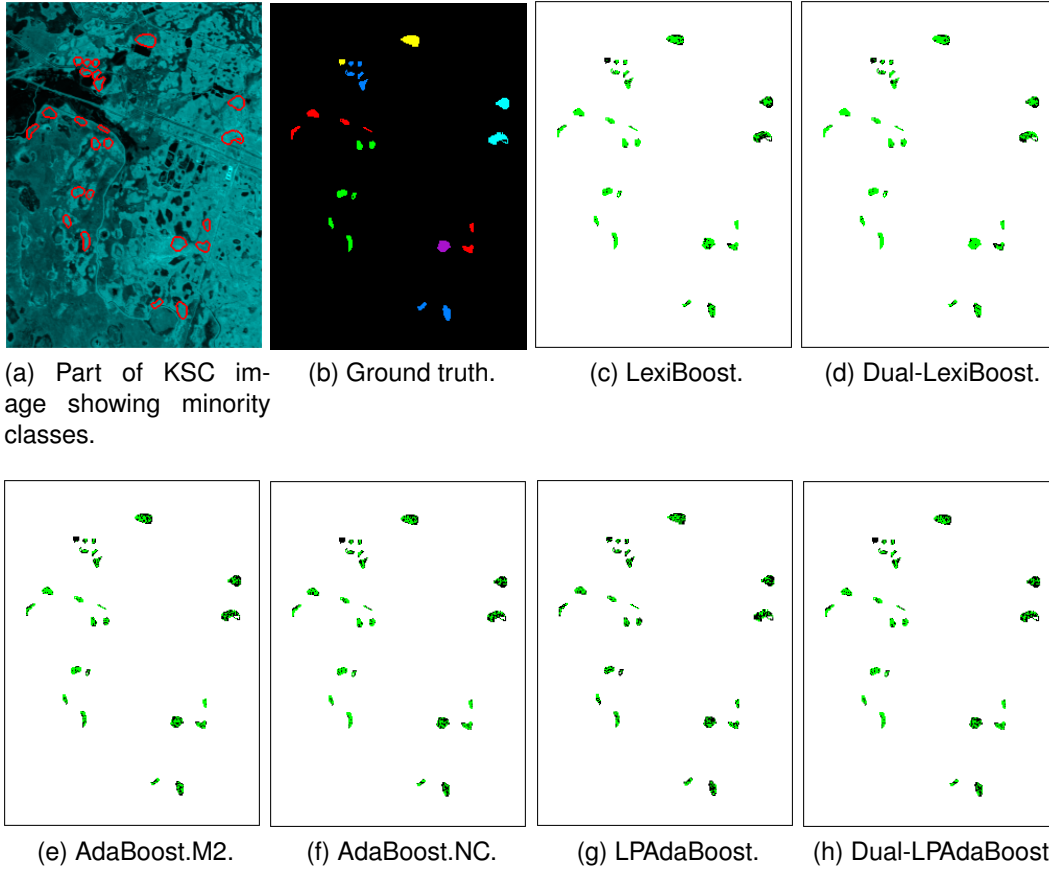 (a) Part of KSC im-
age showing minority
classes.
(b) Ground truth.
(c) LexiBoost.
(d) Dual-LexiBoost.
(e) AdaBoost.M2.
(f) AdaBoost.NC.
(g) LPAdaBoost.
(h) Dual-LPAdaBoost